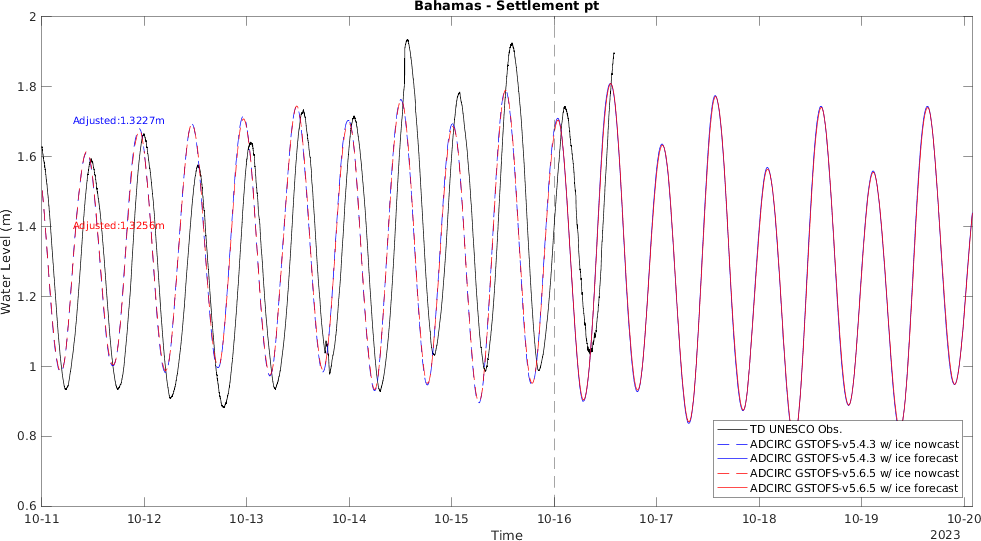 Bahamas - Settlement pt
2
1.8
1.6
1.4
1.2
1
0.8
0.6
Water Level (m)
Adjusted:1.3227m
Adjusted:1.3256m
TD UNESCO Obs.
ADCIRC GSTOFS-v5.4.3 w/ ice nowcast
ADCIRC GSTOFS-v5.4.3 w/ ice forecast
ADCIRC GSTOFS-v5.6.5 w/ ice nowcast
ADCIRC GSTOFS-v5.6.5 w/ ice forecast
10-11 10-12 10-13 10-14 10-15 10-16 10-17 10-18 10-19 10-20
Time
2023